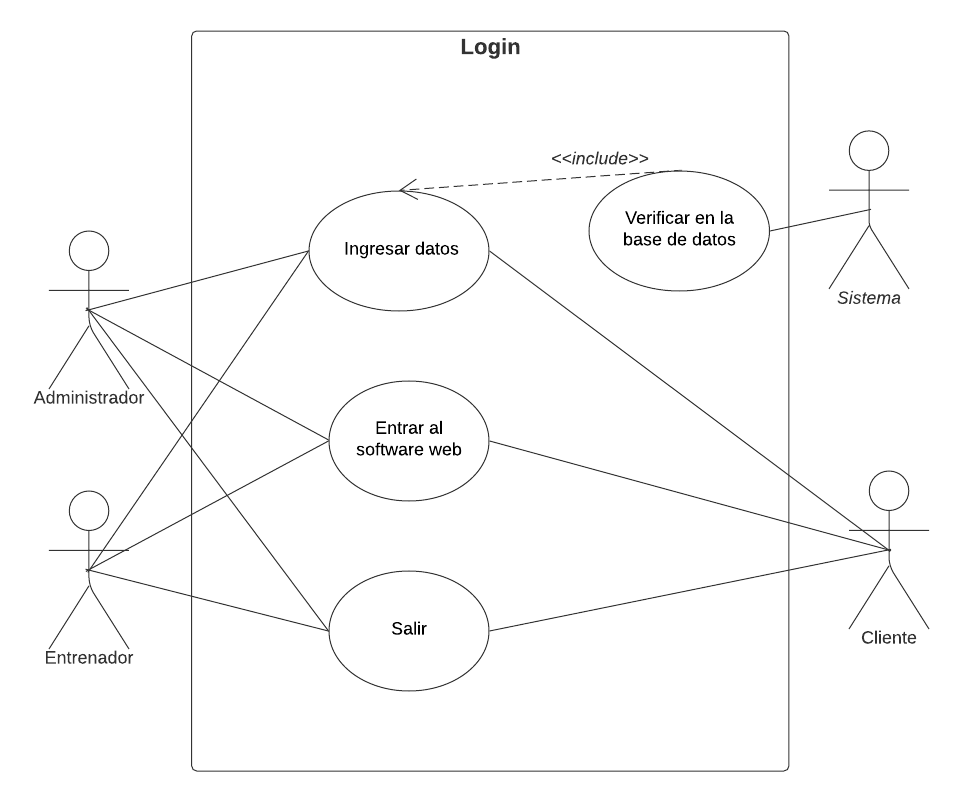 Login
<<include>>
Verificar en la
base de datos
Ingresar datos
Sistema
Administrador
Entrar al
software web
Salir
Cliente
Entrenador